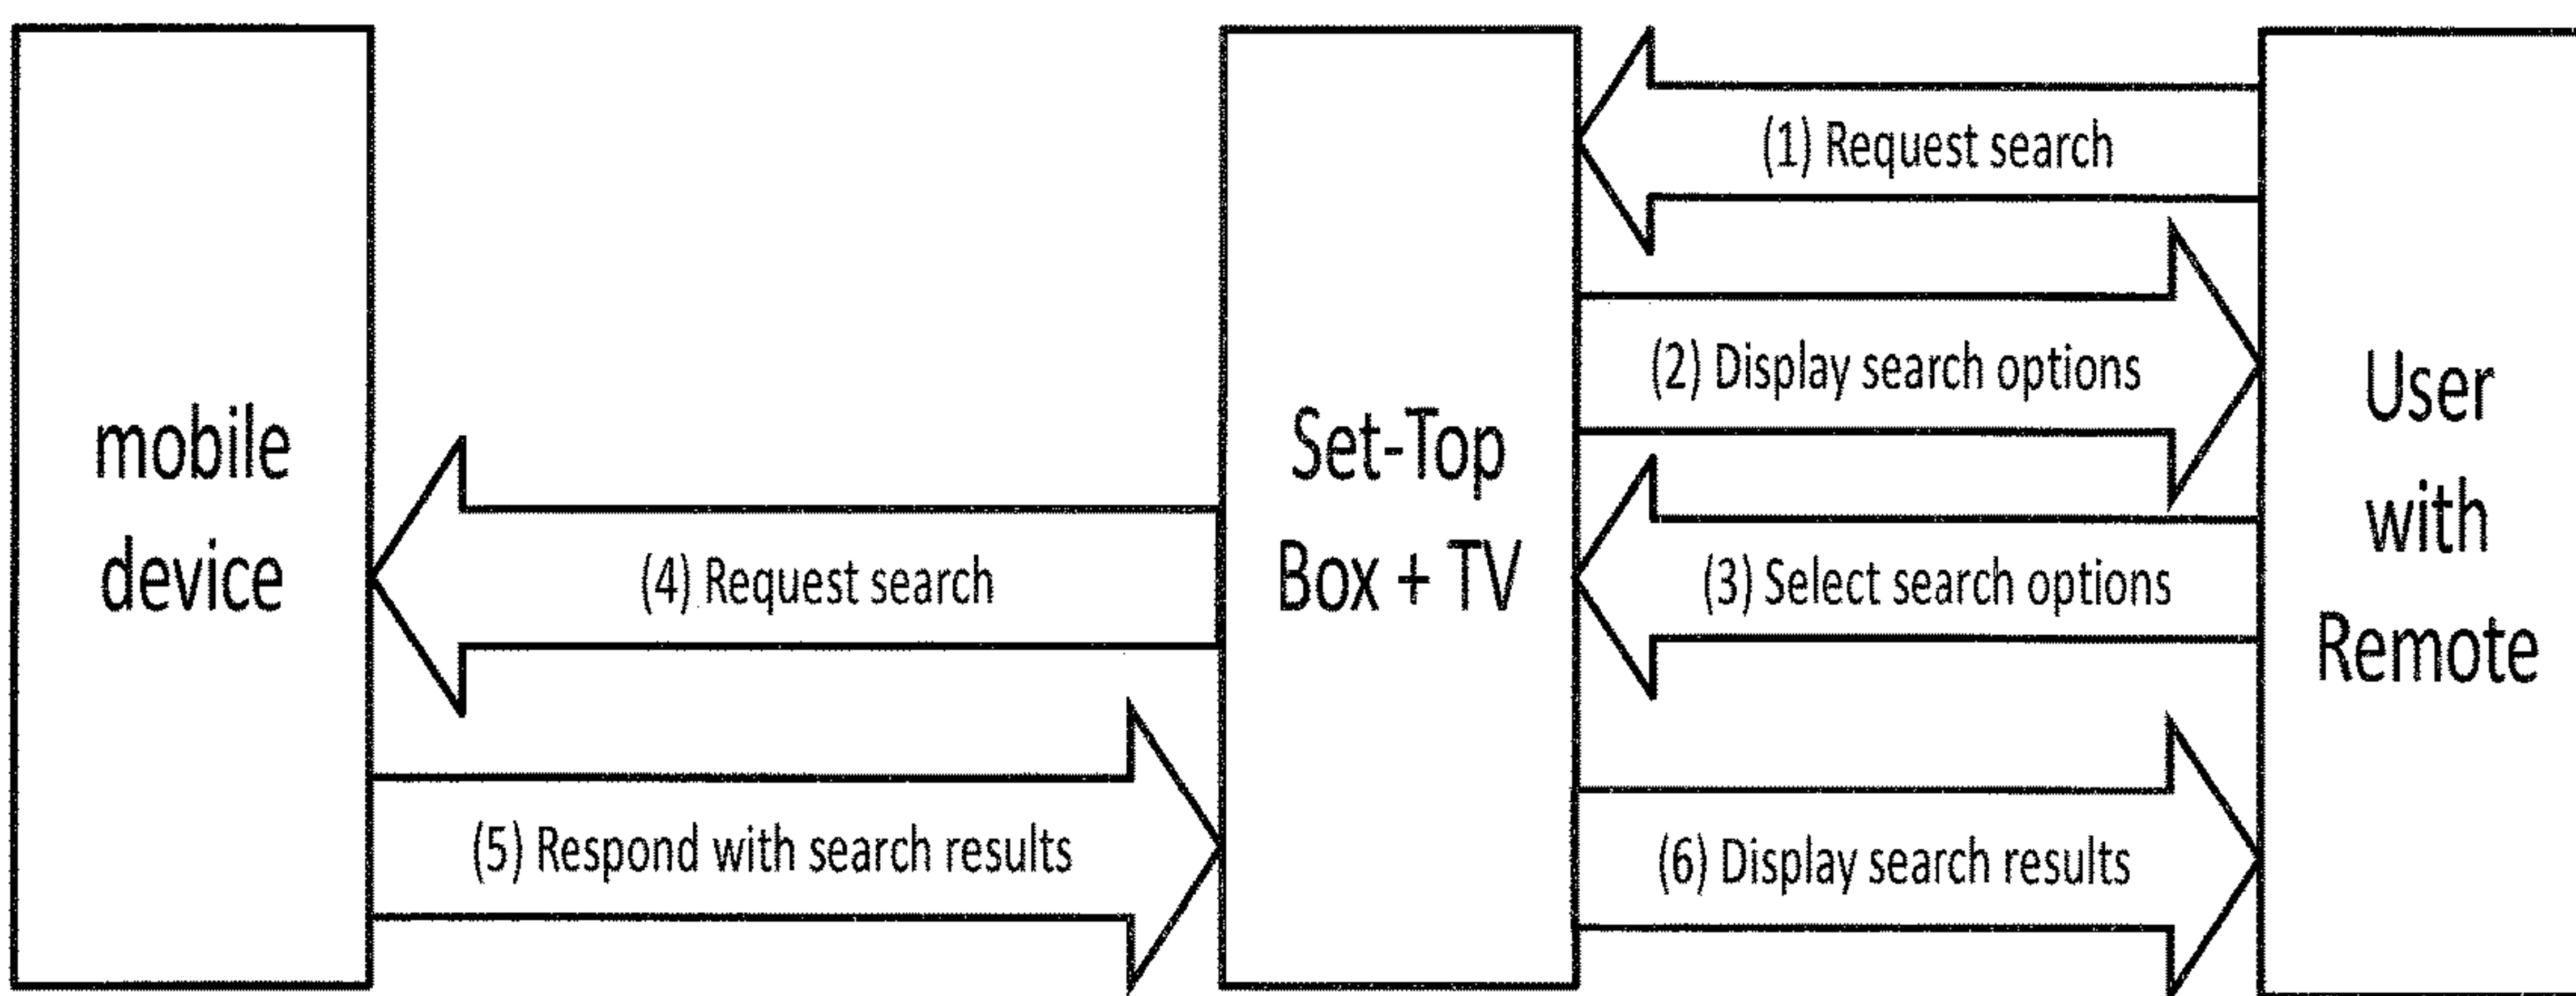 mobile
device
Set-Top
Box + TV
User
with
Remote
(1) Request search
(2) Display search options
(3) Select search options
(4) Request search
(5) Respond with search results
(6) Display search results